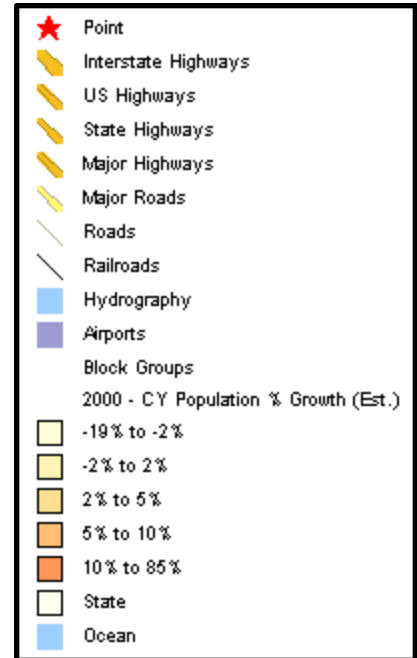 Point
Interstate Highways
US Highways
State Highways
Major Highways
Major Roads
Roads
Railroads
Hydrography
Airports
Block Groups
2000 - CY Population % Growth (Est.)
-19% to -2%
-2% to 2%
2% to 5%
5% to 10%
10% to 85%
State
Ocean